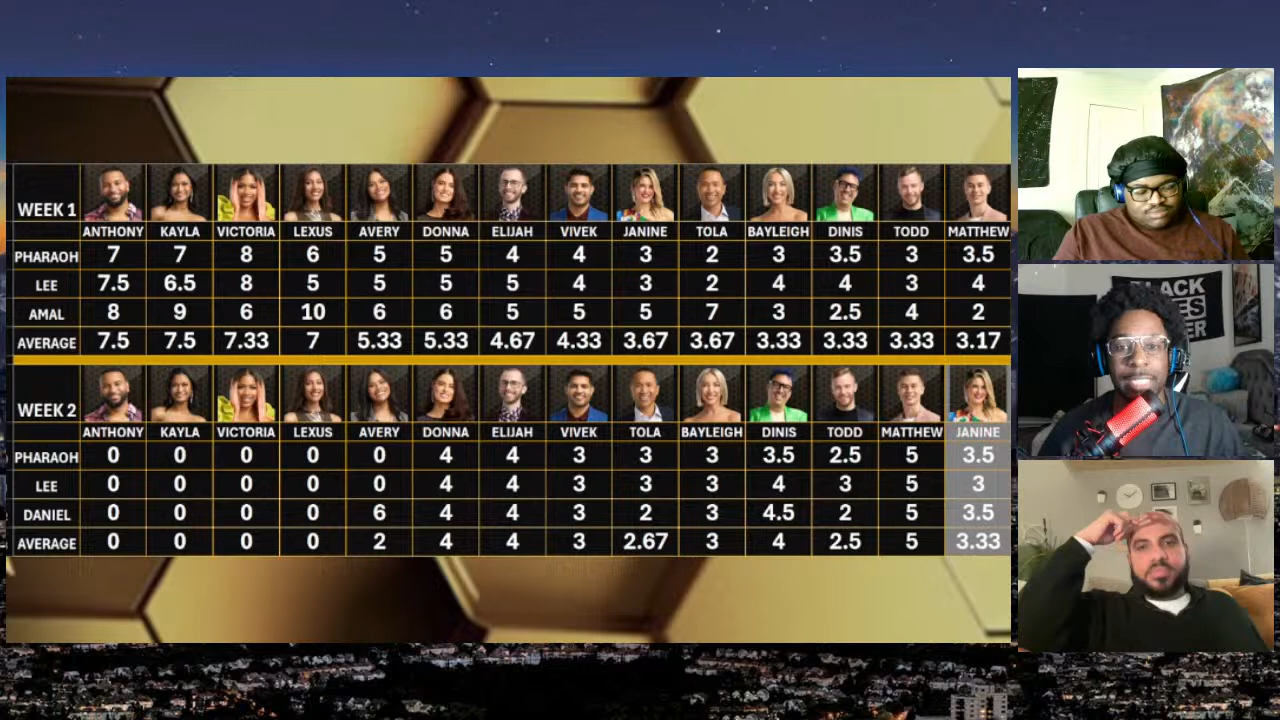 WEEK 1
ANTHONY KAYLA VICTORIA LEXUS AVERY DONNA ELIJAH VIVEK JANINE TOLA BAYLEIGH DINIS TODD MATTHEW
PHARAOH 7 7 8 6 5 5 4 4 3 2 3 3.5 3 3.5
LEE 7.5 6.5 8 5 5 5 5 4 3 2 4 4 3 4
AMAL 8 9 6 10 6 6 5 5 5 7 3 2.5 4 2
AVERAGE 7.5 7.5 7.33 7 5.33 5.33 4.67 4.33 3.67 3.67 3.33 3.33 3.33 3.17
WEEK 2
ANTHONY KAYLA VICTORIA LEXUS AVERY DONNA ELIJAH VIVEK TOLA BAYLEIGH DINIS TODD MATTHEW JANINE
PHARAOH 0 0 0 0 0 4 4 3 3 3 3.5 2.5 5 3.5
LEE 0 0 0 0 0 4 4 3 3 3 4 3 5 3
DANIEL 0 0 0 0 6 4 4 3 2 3 4.5 2 5 3.5
AVERAGE 0 0 0 0 2 4 4 3 2.67 3 4 2.5 5 3.33